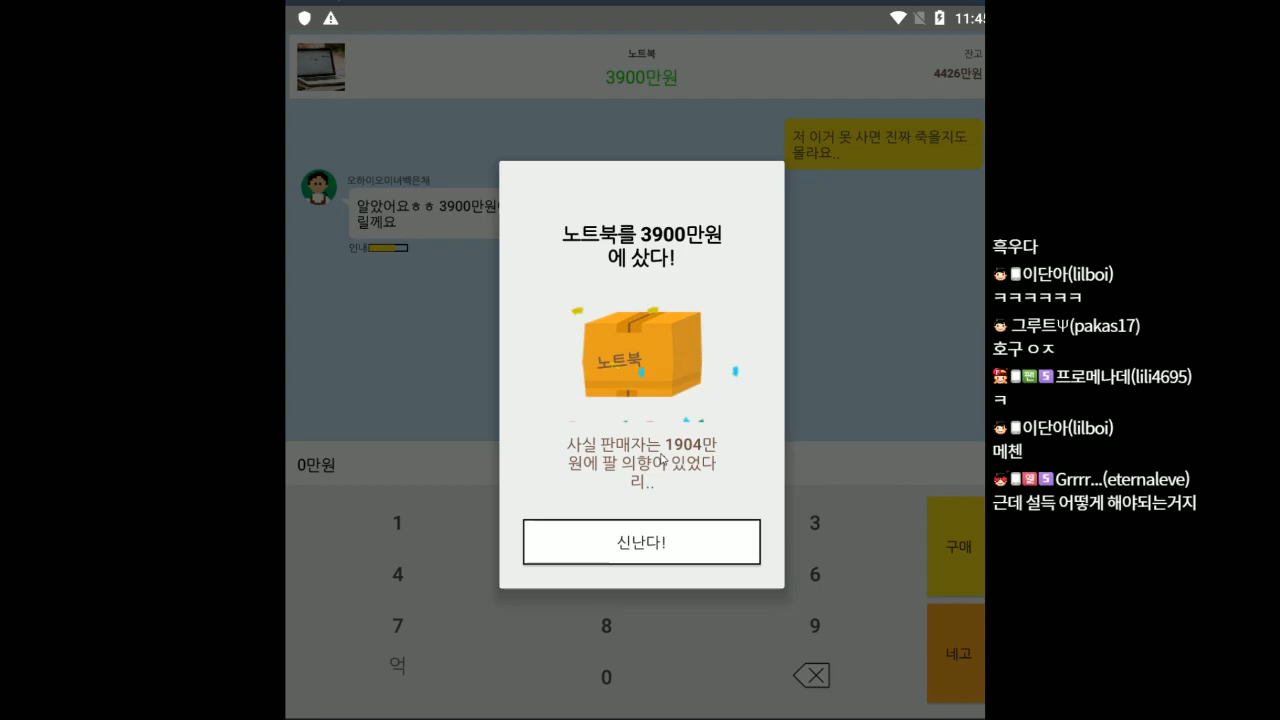 11:45
노트북
3900만원
잔고
4426만원
저 이거 못 사면 진짜 죽을지도
몰라요..
오하이오미녀백은채
알았어요ㅎㅎ 3900만원
릴께요
인내
노트북를 3900만원
에 샀다!
노트북
사실 판매자는 1904만
원에 팔 의향이 있었다
리..
신난다!
0만원
1
3
4
6
7
8
9
억
0
구매
네고
흑우다
이단아(lilboi)
ㅋㅋㅋㅋㅋㅋ
그루트Ψ(pakas17)
호구 ㅇㅈ
팬 S 프로메나데(lili4695)
ㅋ
이단아(lilboi)
메첸
열 S Grrrr...(eternaleve)
근데 설득 어떻게 해야되는거지